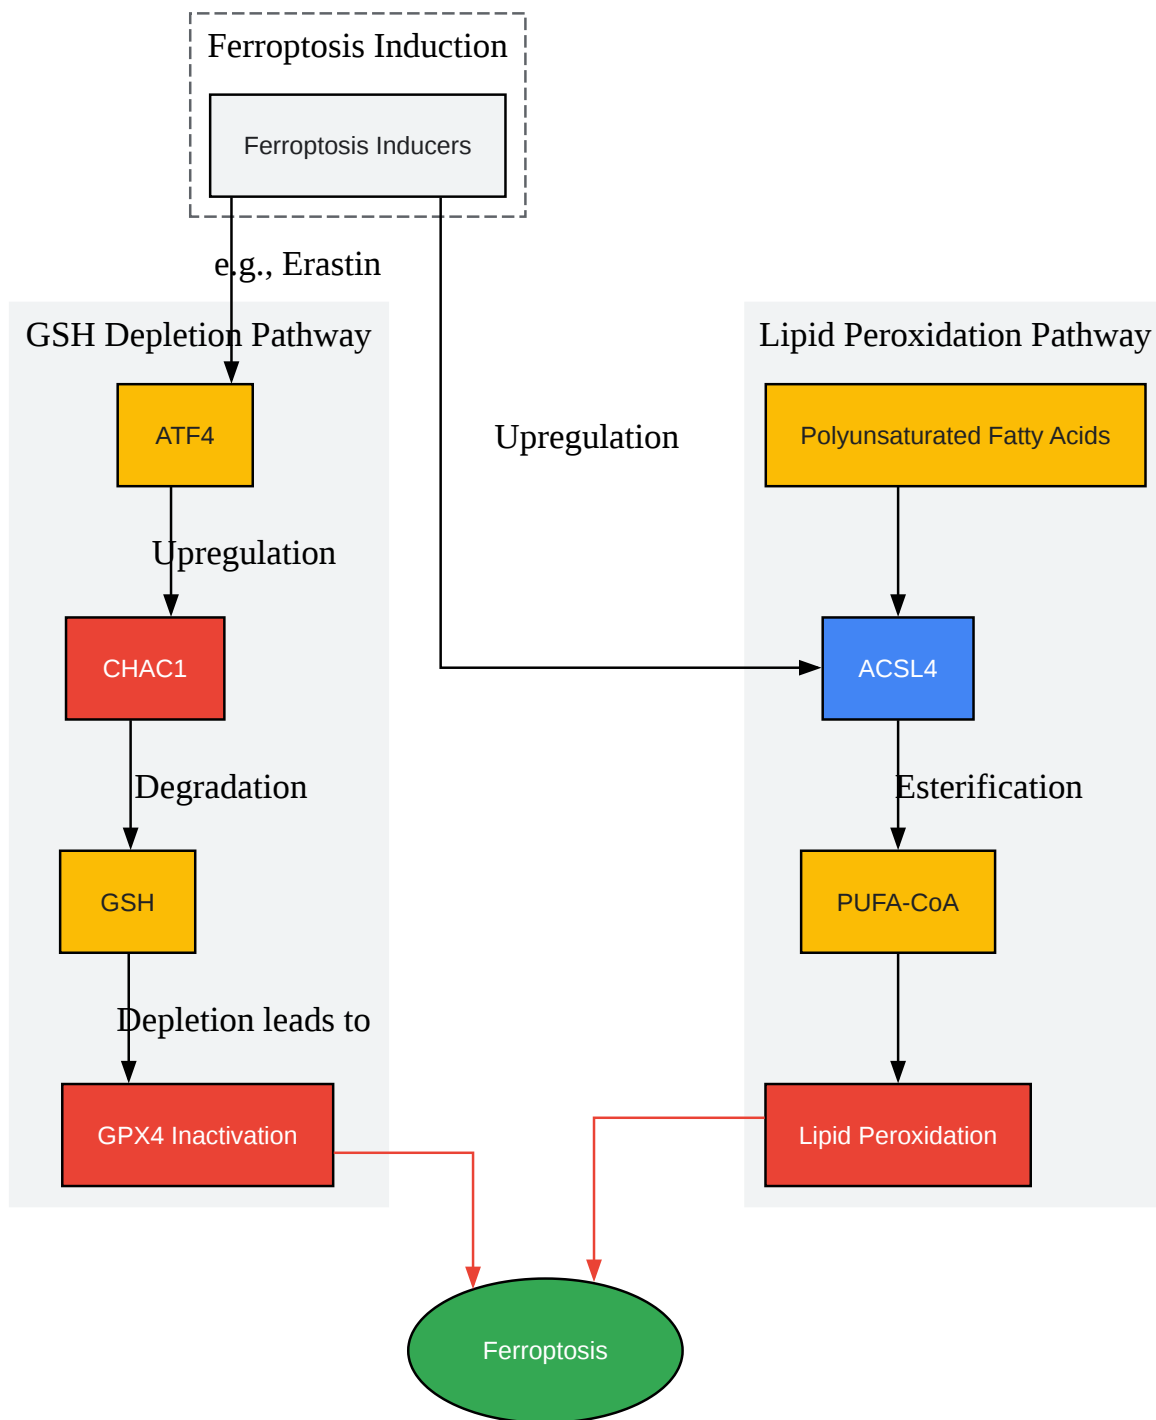 Ferroptosis Induction
Ferroptosis Inducers
e.g., Erastin
GSH Depletion Pathway
Lipid Peroxidation Pathway
ATF4
Upregulation
Polyunsaturated Fatty Acids
Upregulation
CHAC1
ACSL4
Degradation
Esterification
GSH
PUFA-CoA
Depletion leads to
GPX4 Inactivation
Lipid Peroxidation
Ferroptosis